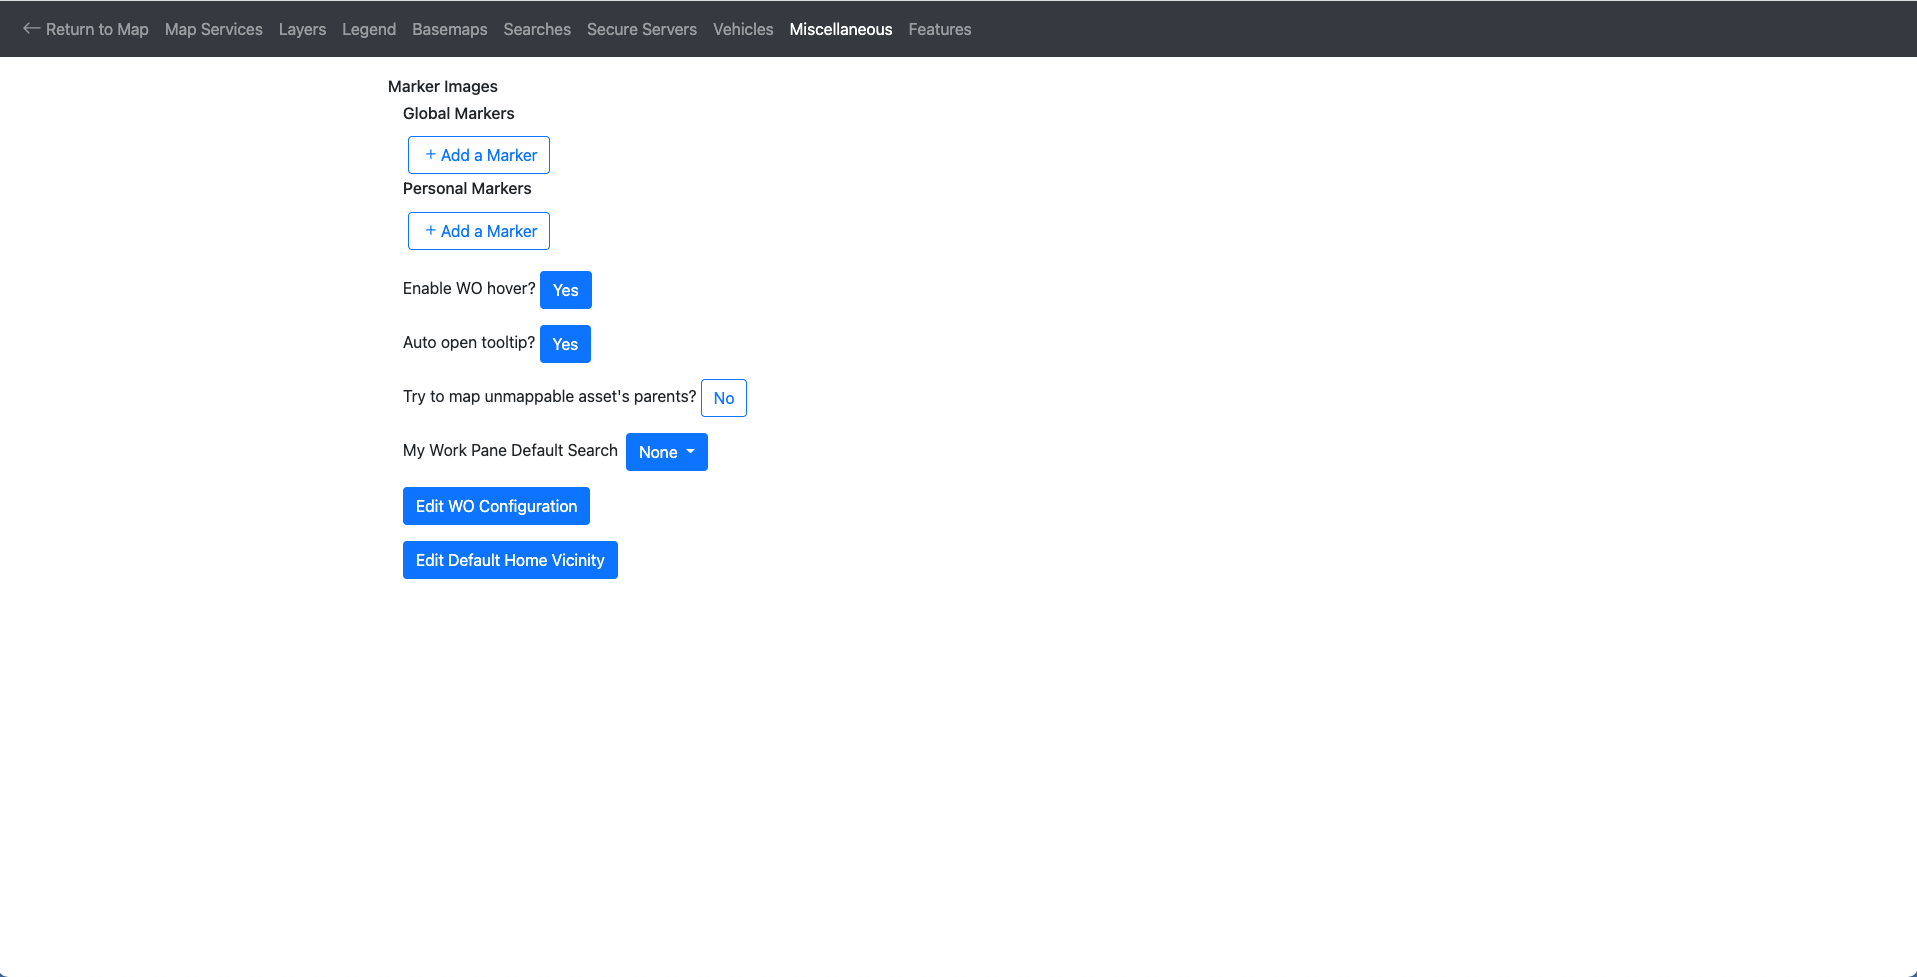 Return to Map Map Services Layers Legend Basemaps Searches Secure Servers Vehicles Miscellaneous Features
Marker Images
Global Markers
+ Add a Marker
Personal Markers
+ Add a Marker
Enable WO hover? Yes
Auto open tooltip? Yes
Try to map unmappable asset's parents? No
My Work Pane Default Search None
Edit WO Configuration
Edit Default Home Vicinity